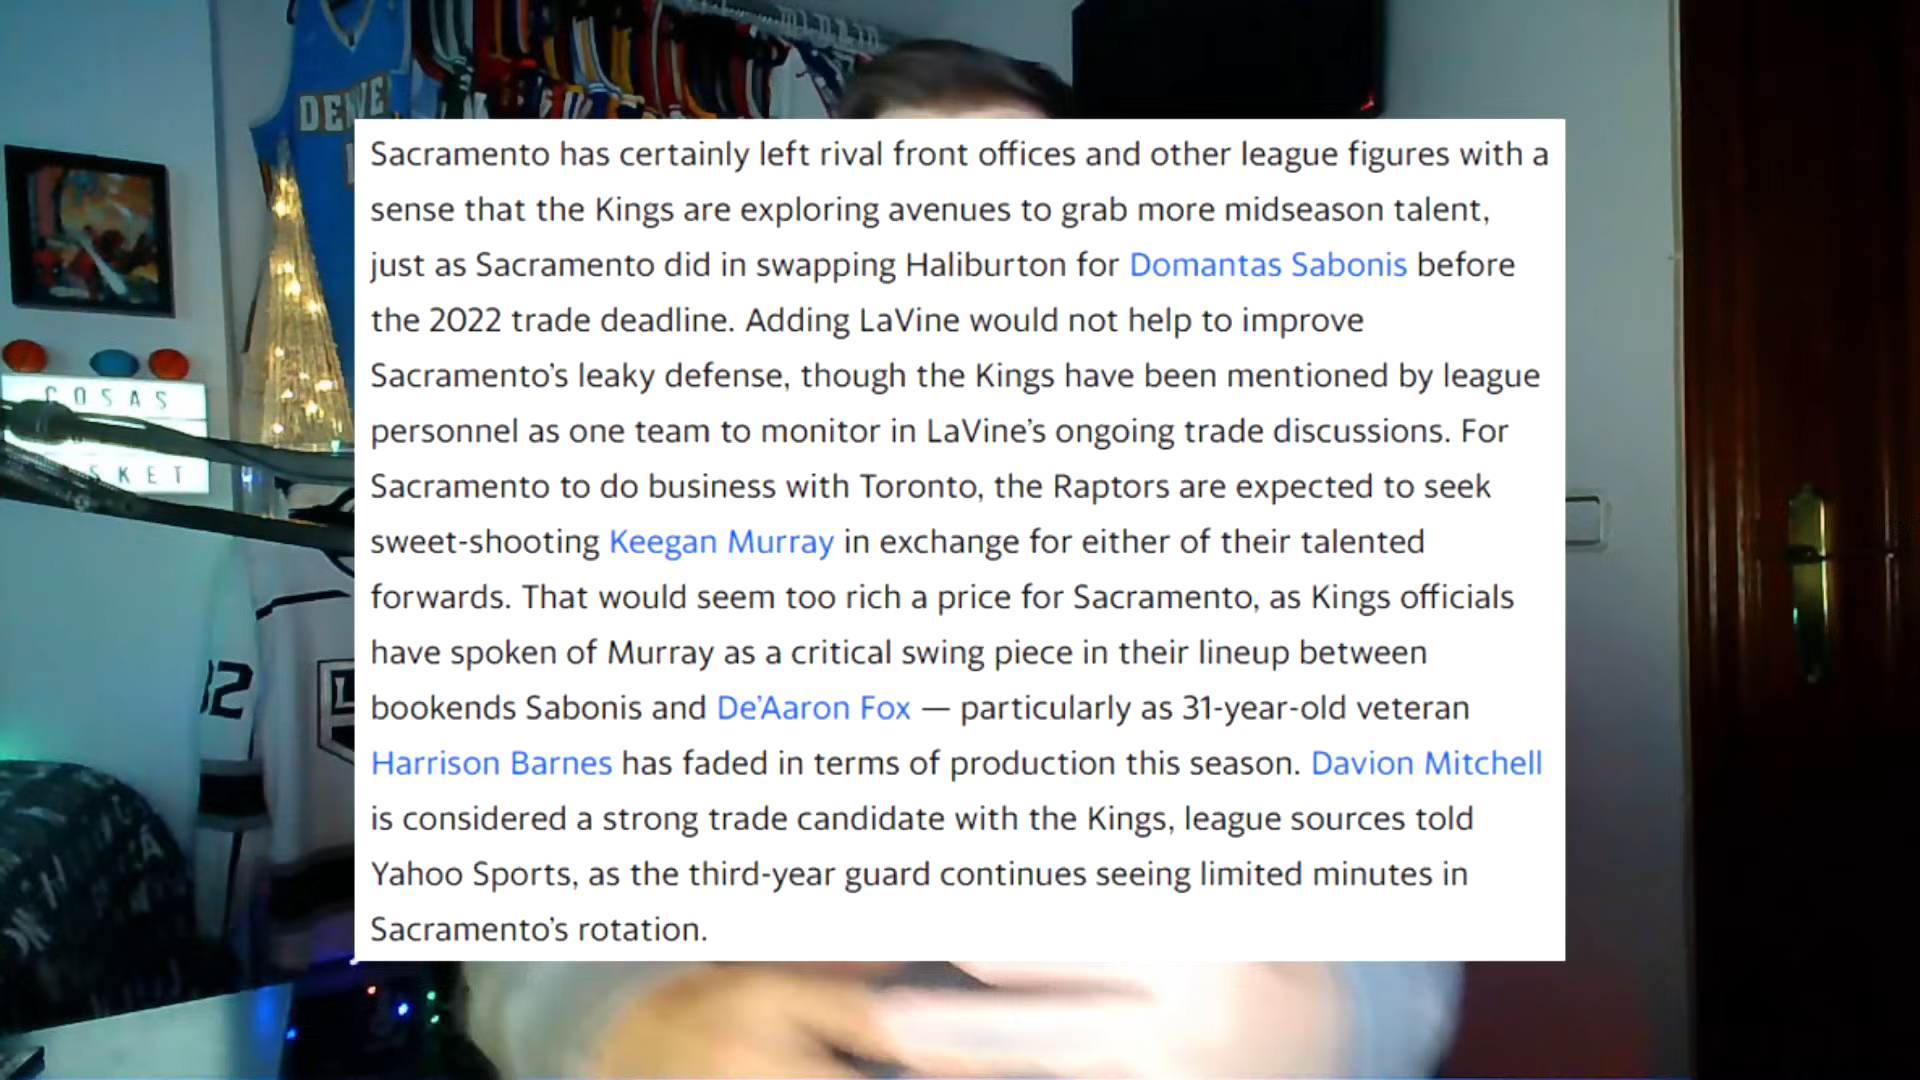 DENVE
Sacramento has certainly left rival front offices and other league figures with a
sense that the Kings are exploring avenues to grab more midseason talent,
just as Sacramento did in swapping Haliburton for Domantas Sabonis before
the 2022 trade deadline. Adding LaVine would not help to improve
Sacramento's leaky defense, though the Kings have been mentioned by league
personnel as one team to monitor in LaVine's ongoing trade discussions. For
Sacramento to do business with Toronto, the Raptors are expected to seek
sweet-shooting Keegan Murray in exchange for either of their talented
forwards. That would seem too rich a price for Sacramento, as Kings officials
have spoken of Murray as a critical swing piece in their lineup between
bookends Sabonis and De'Aaron Fox — particularly as 31-year-old veteran
Harrison Barnes has faded in terms of production this season. Davion Mitchell
is considered a strong trade candidate with the Kings, league sources told
Yahoo Sports, as the third-year guard continues seeing limited minutes in
Sacramento's rotation.
COSAS
SKET
32